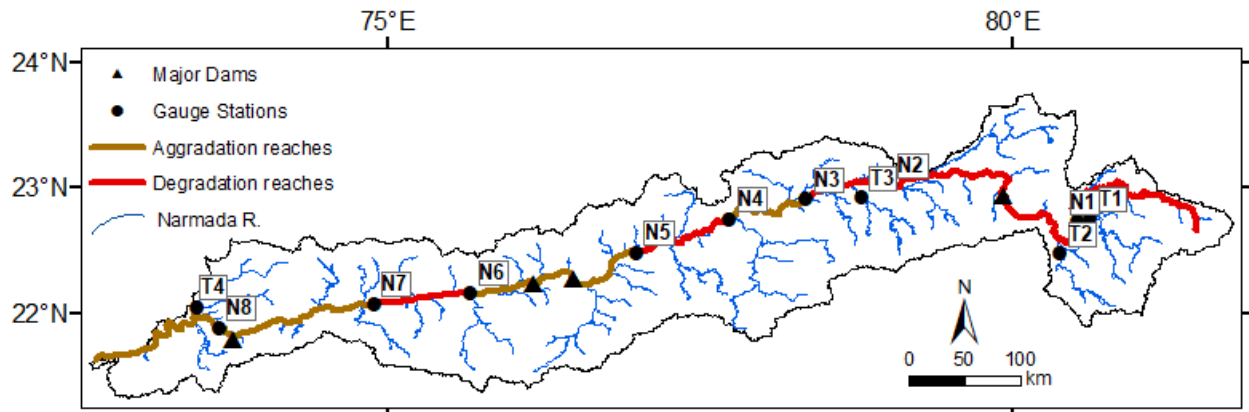 75°E
80°E
24°N
23°N
22°N
Major Dams
Gauge Stations
Aggradation reaches
Degradation reaches
Narmada R.
N2
T3
N3
N1
T1
N4
T2
N5
N6
N7
T4
N8
N
0 50 100
km